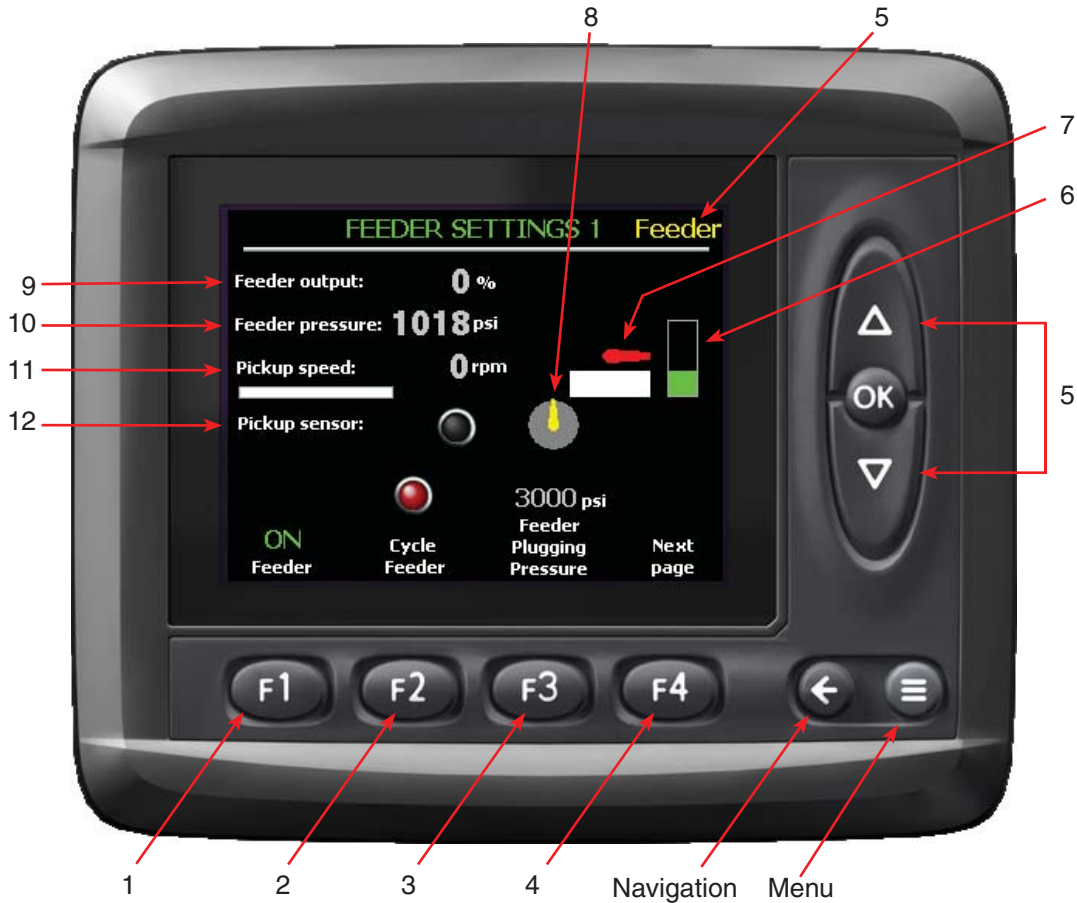 8 5
7
6
FEEDER SETTINGS 1 Feeder
9 Feeder output: 0 %
10 Feeder pressure: 1018 psi
11 Pickup speed: 0 rpm
12 Pickup sensor:
OK
5
3000 psi
ON
Feeder
Cycle
Feeder
Feeder
Plugging
Pressure
Next
page
F1 F2 F3 F4
1 2 3 4 Navigation Menu